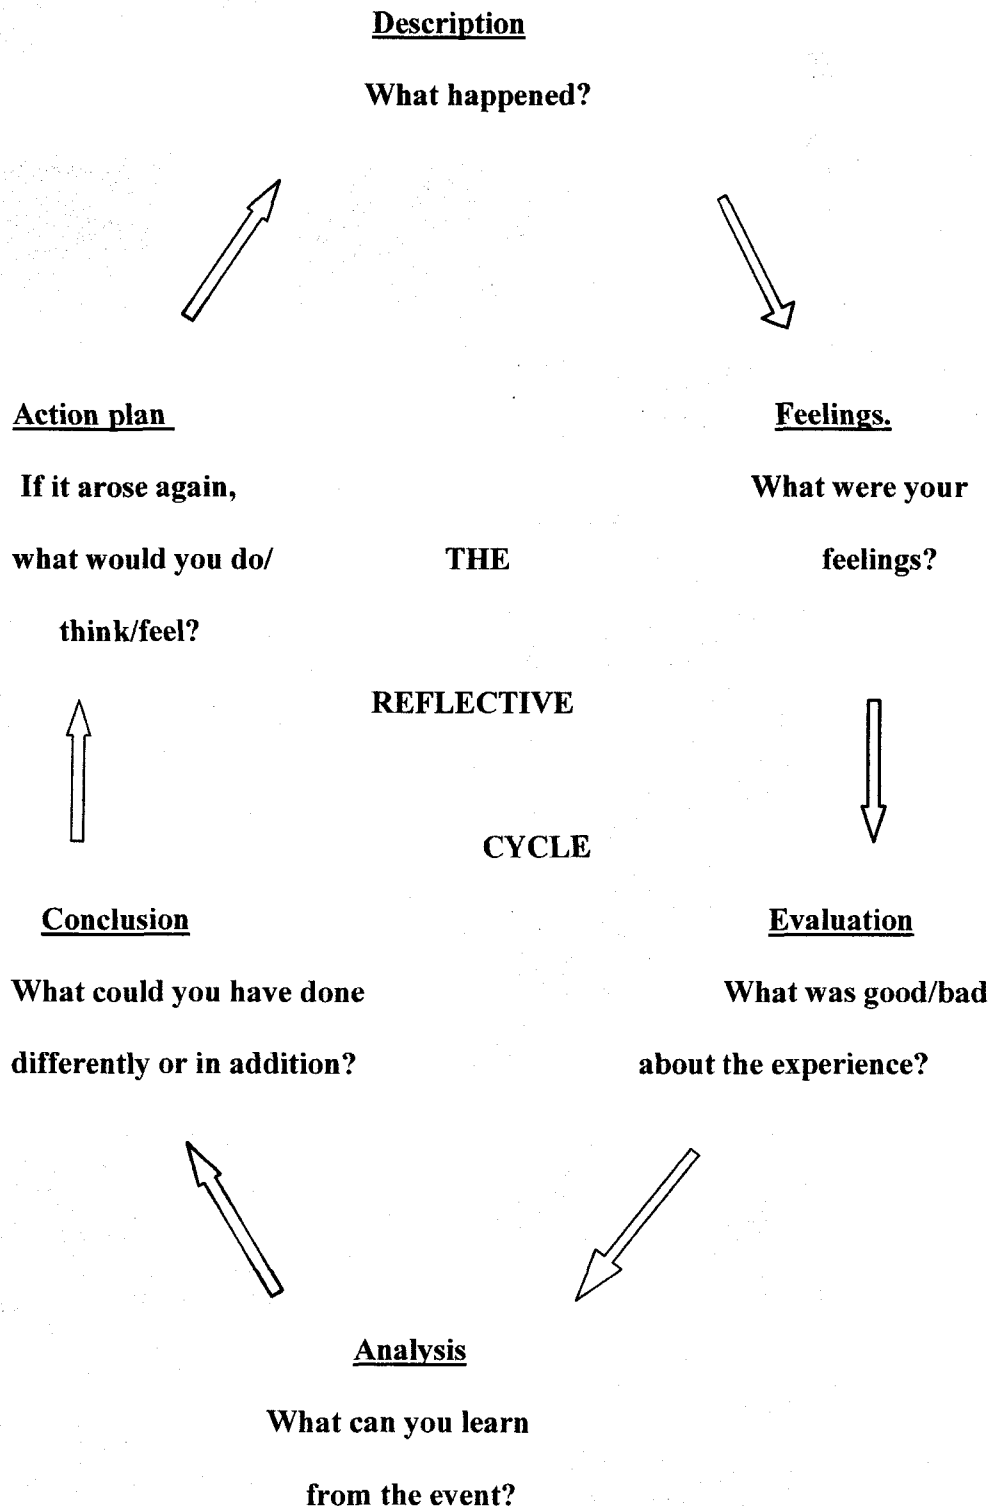 Description
What happened?
Action plan
If it arose again,
what would you do/
think/feel?
Feelings.
What were your
feelings?
THE
REFLECTIVE
CYCLE
Conclusion
What could you have done
differently or in addition?
Evaluation
What was good/bad
about the experience?
Analysis
What can you learn
from the event?